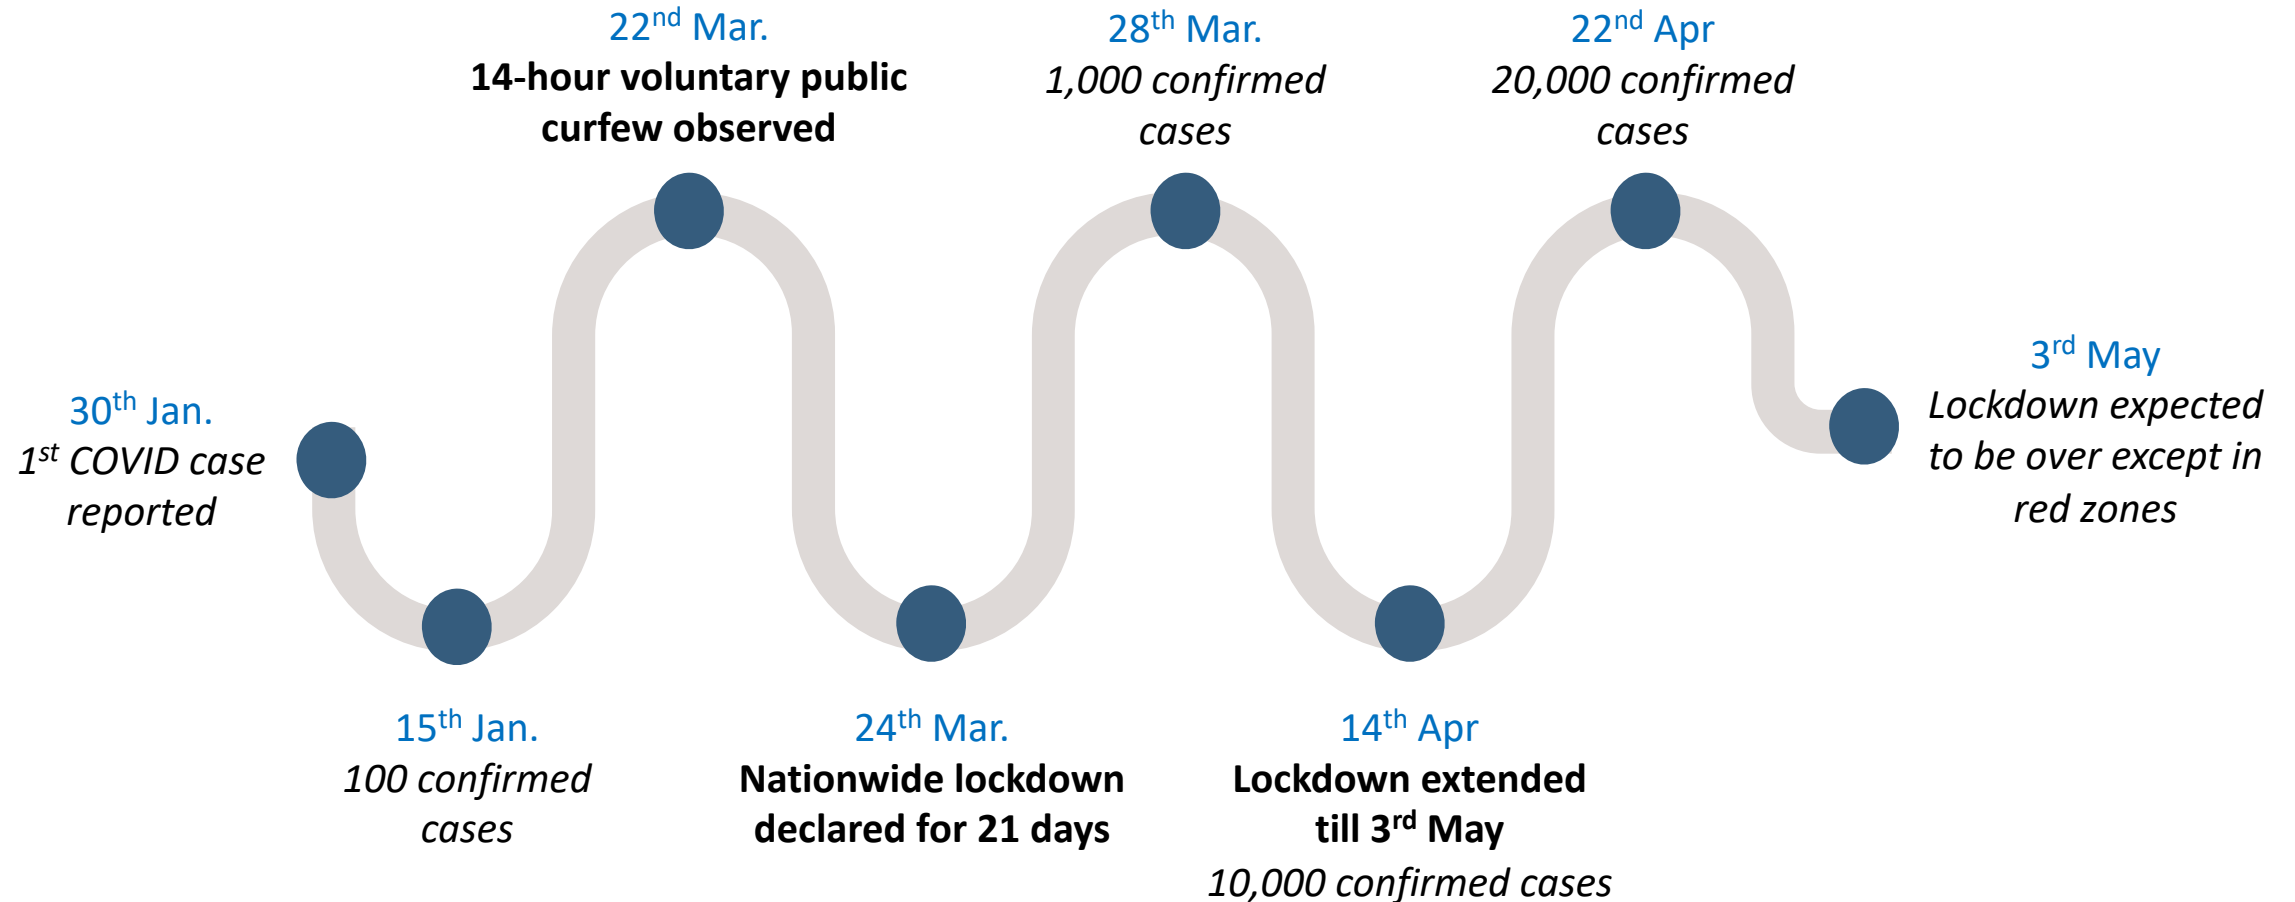 30th Jan.
1st COVID case
reported
15th Jan.
100 confirmed
cases
22nd Mar.
14-hour voluntary public
curfew observed
24th Mar.
Nationwide lockdown
declared for 21 days
28th Mar.
1,000 confirmed
cases
14th Apr
Lockdown extended
till 3rd May
10,000 confirmed cases
22nd Apr
20,000 confirmed
cases
3rd May
Lockdown expected
to be over except in
red zones